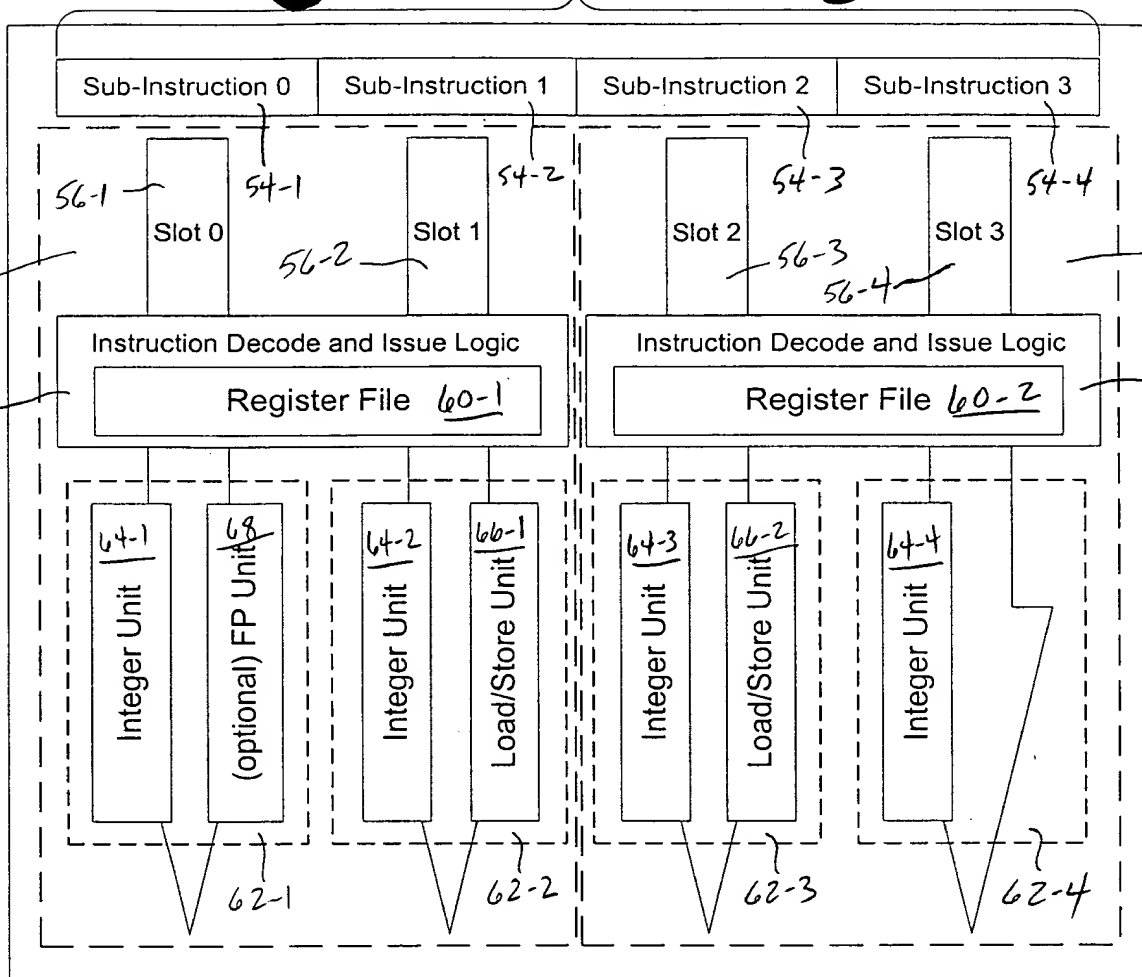 Sub-Instruction 0 Sub-Instruction 1 Sub-Instruction 2 Sub-Instruction 3
56-1 54-1 54-2 54-3 54-4
Slot 0 Slot 1 Slot 2 Slot 3
56-2 56-3 56-4
Instruction Decode and Issue Logic Instruction Decode and Issue Logic
Register File 60-1 Register File 60-2
64-1 68 64-2 66-1 64-3 66-2 64-4
Integer Unit
(optional) FP Unit
Integer Unit
Load/Store Unit
Integer Unit
Load/Store Unit
Integer Unit
62-1 62-2 62-3 62-4